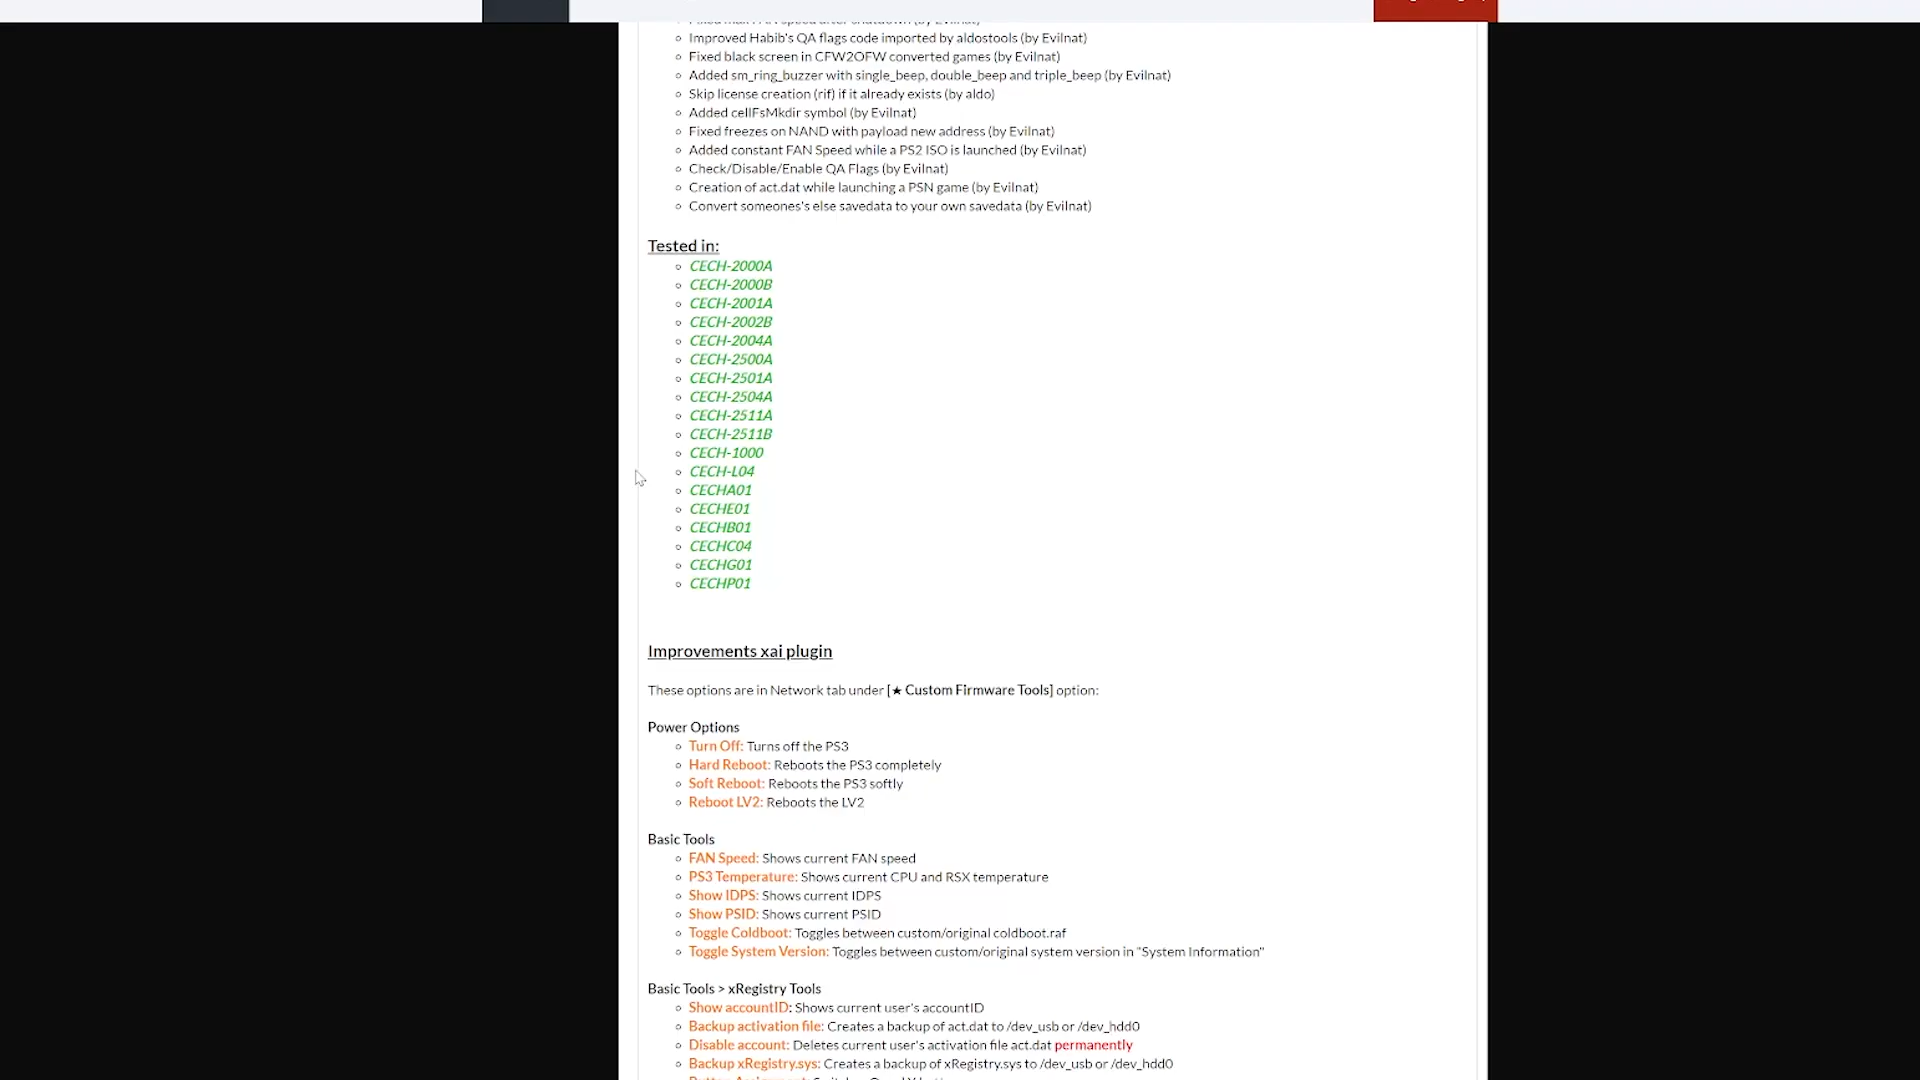 Improved Habib's QA flags code imported by aldostools (by Evilnat)
Fixed black screen in CFW2OFW converted games (by Evilnat)
Added sm_ring_buzzer with single_beep, double_beep and triple_beep (by Evilnat)
Skip license creation (rif) if it already exists (by aldo)
Added cellFsMkdir symbol (by Evilnat)
Fixed freezes on NAND with payload new address (by Evilnat)
Added constant FAN Speed while a PS2 ISO is launched (by Evilnat)
Check/Disable/Enable QA Flags (by Evilnat)
Creation of act.dat while launching a PSN game (by Evilnat)
Convert someones's else savedata to your own savedata (by Evilnat)
Tested in:
CECH-2000A
CECH-2000B
CECH-2001A
CECH-2002B
CECH-2004A
CECH-2500A
CECH-2501A
CECH-2504A
CECH-2511A
CECH-2511B
CECH-1000
CECH-L04
CECHA01
CECHE01
CECHB01
CECHC04
CECHG01
CECHP01
Improvements xai plugin
These options are in Network tab under [★ Custom Firmware Tools] option:
Power Options
Turn Off: Turns off the PS3
Hard Reboot: Reboots the PS3 completely
Soft Reboot: Reboots the PS3 softly
Reboot LV2: Reboots the LV2
Basic Tools
FAN Speed: Shows current FAN speed
PS3 Temperature: Shows current CPU and RSX temperature
Show IDPS: Shows current IDPS
Show PSID: Shows current PSID
Toggle Coldboot: Toggles between custom/original coldboot.raf
Toggle System Version: Toggles between custom/original system version in "System Information"
Basic Tools > xRegistry Tools
Show accountID: Shows current user's accountID
Backup activation file: Creates a backup of act.dat to /dev_usb or /dev_hdd0
Disable account: Deletes current user's activation file act.dat permanently
Backup xRegistry.sys: Creates a backup of xRegistry.sys to /dev_usb or /dev_hdd0